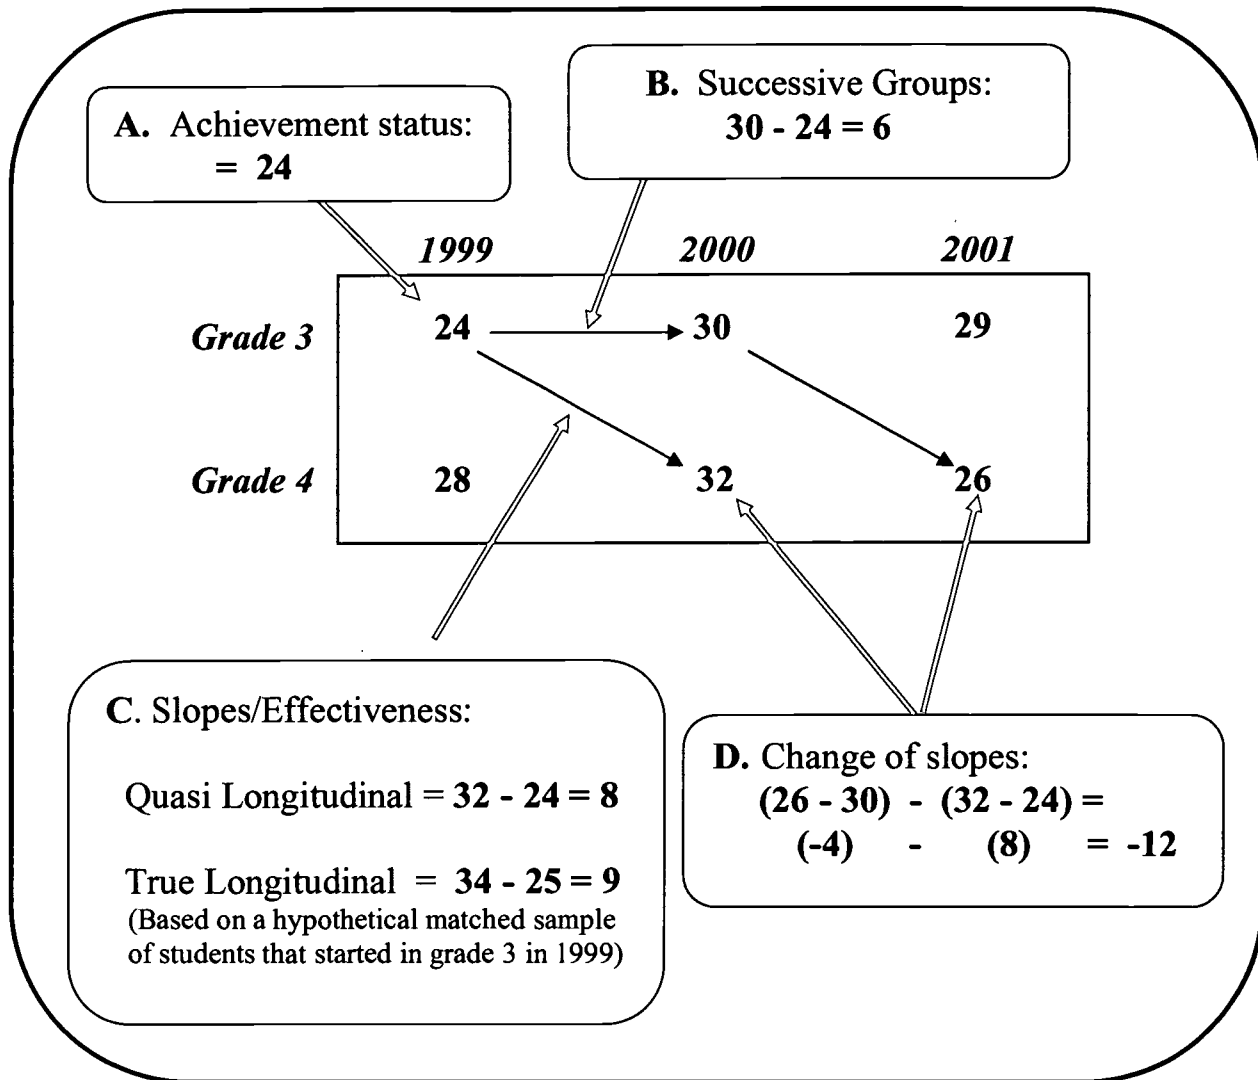 A. Achievement status:
= 24
B. Successive Groups:
30 - 24 = 6
1999 2000 2001
Grade 3 24 30 29
Grade 4 28 32 26
C. Slopes/Effectiveness:
Quasi Longitudinal = 32 - 24 = 8
True Longitudinal = 34 - 25 = 9
(Based on a hypothetical matched sample
of students that started in grade 3 in 1999)
D. Change of slopes:
(26 - 30) - (32 - 24) =
(-4) - (8) = -12